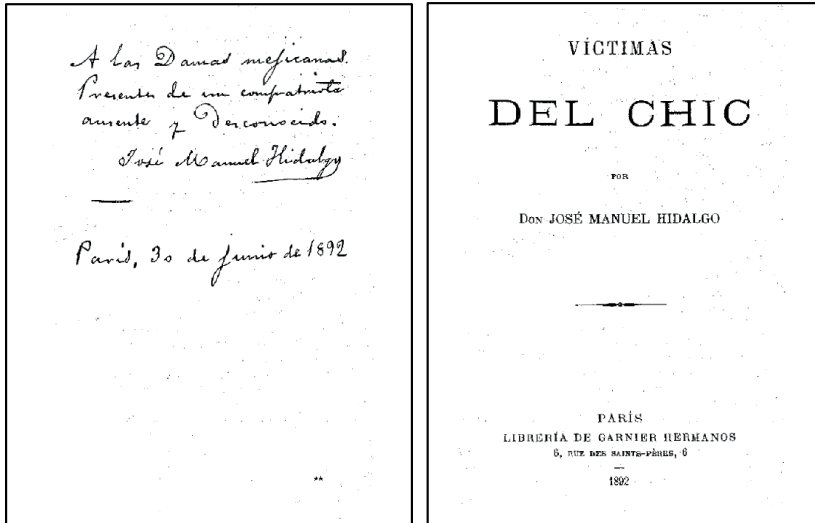 A las Damas mejicanas.
Presente de un compatriota
ausente y Desconocido.
José Manuel Hidalgo
París, 30 de Junio de 1892
**
VÍCTIMAS
DEL CHIC
POR
DON JOSÉ MANUEL HIDALGO
PARÍS
LIBRERÍA DE GARNIER HERMANOS
6, RUE DES SAINTS-PÈRES, 6
1892